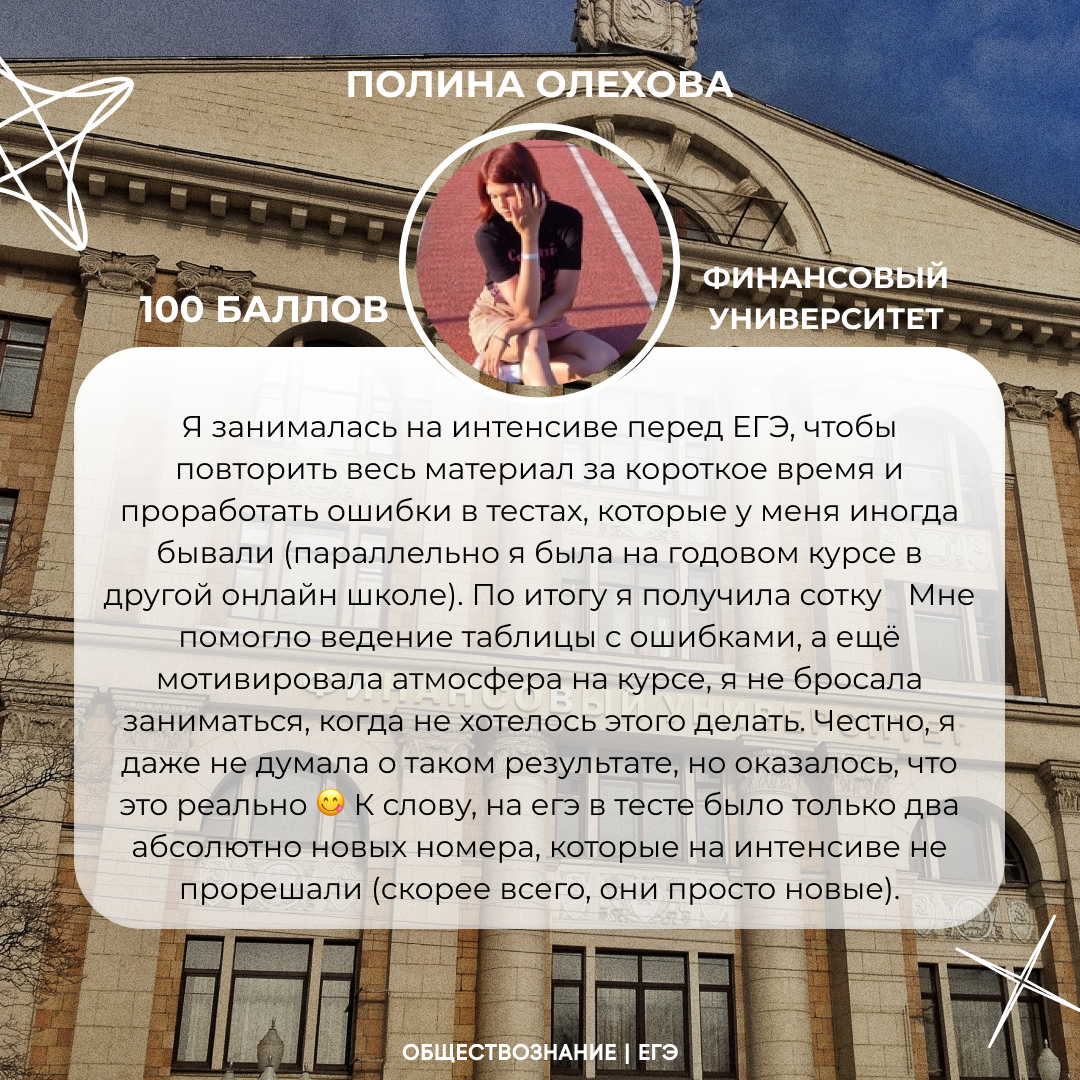 ПОЛИНА ОЛЕХОВА
100 БАЛЛОВ
ФИНАНСОВЫЙ
УНИВЕРСИТЕТ
Я занималась на интенсиве перед ЕГЭ, чтобы
повторить весь материал за короткое время и
проработать ошибки в тестах, которые у меня иногда
бывали (параллельно я была на годовом курсе в
другой онлайн школе). По итогу я получила сотку Мне
помогло ведение таблицы с ошибками, а ещё
мотивировала атмосфера на курсе, я не бросала
заниматься, когда не хотелось этого делать. Честно, я
даже не думала о таком результате, но оказалось, что
это реально 😋 К слову, на егэ в тесте было только два
абсолютно новых номера, которые на интенсиве не
прорешали (скорее всего, они просто новые).
ФИНАНСОВЫЙ УНИВЕРСИТЕТ
ОБЩЕСТВОЗНАНИЕ | ЕГЭ